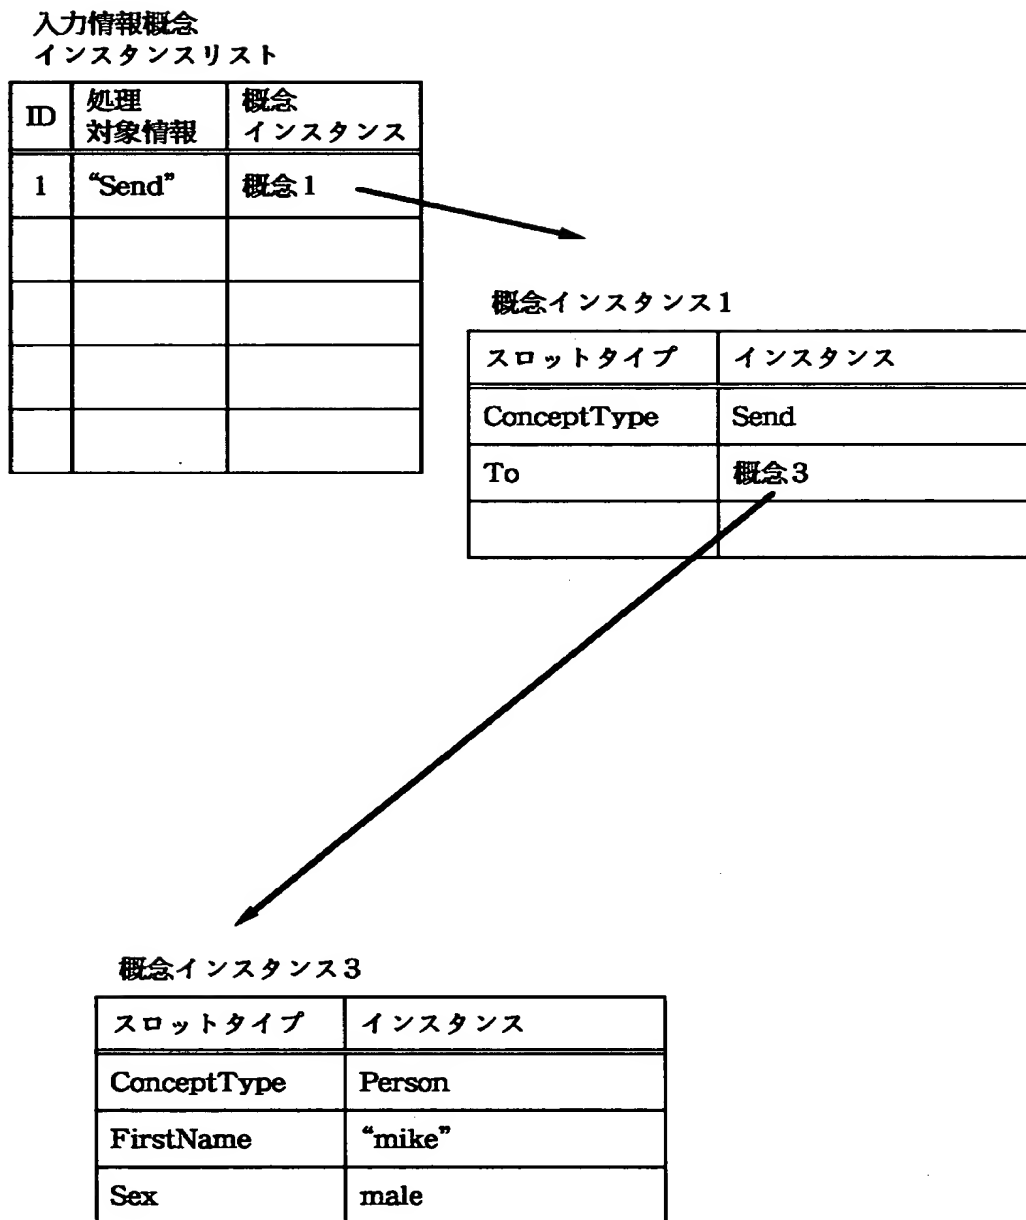 入力情報概念
インスタンスリスト
ID 処理 概念
対象情報 インスタンス
1 “Send” 概念1
概念インスタンス1
スロットタイプ インスタンス
ConceptType Send
To 概念3
概念インスタンス3
スロットタイプ インスタンス
ConceptType Person
FirstName “mike”
Sex male